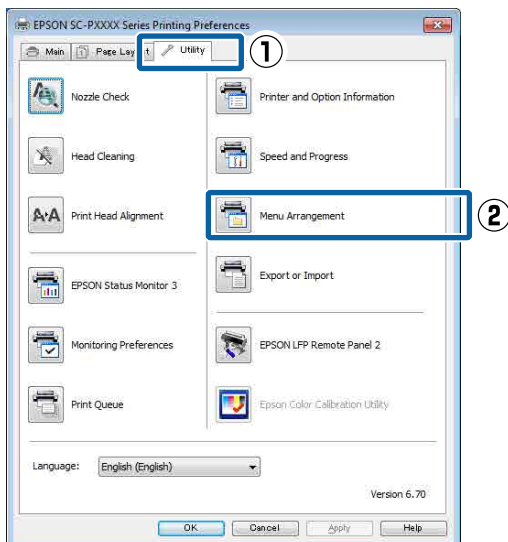 EPSON SC-PXXXX Series Printing Preferences
Main Page Lay t Utility
①
Nozzle Check
Printer and Option Information
Head Cleaning
Speed and Progress
Print Head Alignment
Menu Arrangement
②
EPSON Status Monitor 3
Export or Import
Monitoring Preferences
EPSON LFP Remote Panel 2
Print Queue
Epson Color Calibration Utility
Language: English (English)
Version 6.70
OK Cancel Apply Help